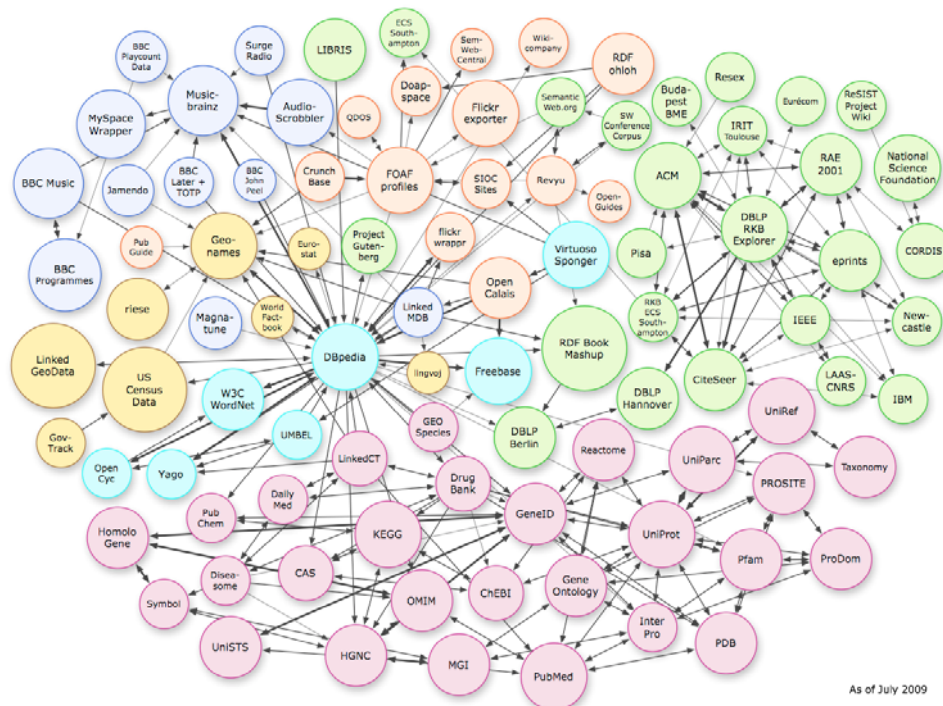 BBC
Playcount
Data
Surge
Radio
LIBRIS
ECS
South-
ampton
Sem-
Web-
Central
Wiki-
company
RDF
ohloh
Music-
brainz
MySpace
Wrapper
Audio-
Scrobbler
QDOS
Doap-
space
Flickr
exporter
Semantic
Web.org
SW
Conference
Corpus
Buda-
pest
BME
Resex
IRIT
Toulouse
Eurécom
ReSIST
Project
Wiki
BBC Music
Jamendo
BBC
Later +
TOTP
BBC
John
Peel
Crunch
Base
FOAF
profiles
SIOC
Sites
Revyu
Open-
Guides
ACM
RAE
2001
National
Science
Foundation
DBLP
RKB
Explorer
BBC
Programmes
Pub
Guide
Geo-
names
Euro-
stat
Project
Guten-
berg
flickr
wrappr
Virtuoso
Sponger
Pisa
eprints
CORDIS
riese
Magna-
tune
World
Fact-
book
Linked
MDB
Open
Calais
RKB
ECS
South-
ampton
IEEE
New-
castle
Linked
GeoData
US
Census
Data
DBpedia
lingvoj
Freebase
RDF Book
Mashup
CiteSeer
LAAS-
CNRS
IBM
W3C
WordNet
DBLP
Hannover
UniRef
Gov-
Track
Open
Cyc
Yago
UMBEL
GEO
Species
DBLP
Berlin
LinkedCT
Reactome
UniParc
Taxonomy
Drug
Bank
PROSITE
Daily
Med
Pub
Chem
Homolo
Gene
KEGG
GeneID
UniProt
Pfam
ProDom
Disea-
some
CAS
ChEBI
Gene
Ontology
Symbol
OMIM
Inter
Pro
UniSTS
HGNC
MGI
PubMed
PDB
As of July 2009